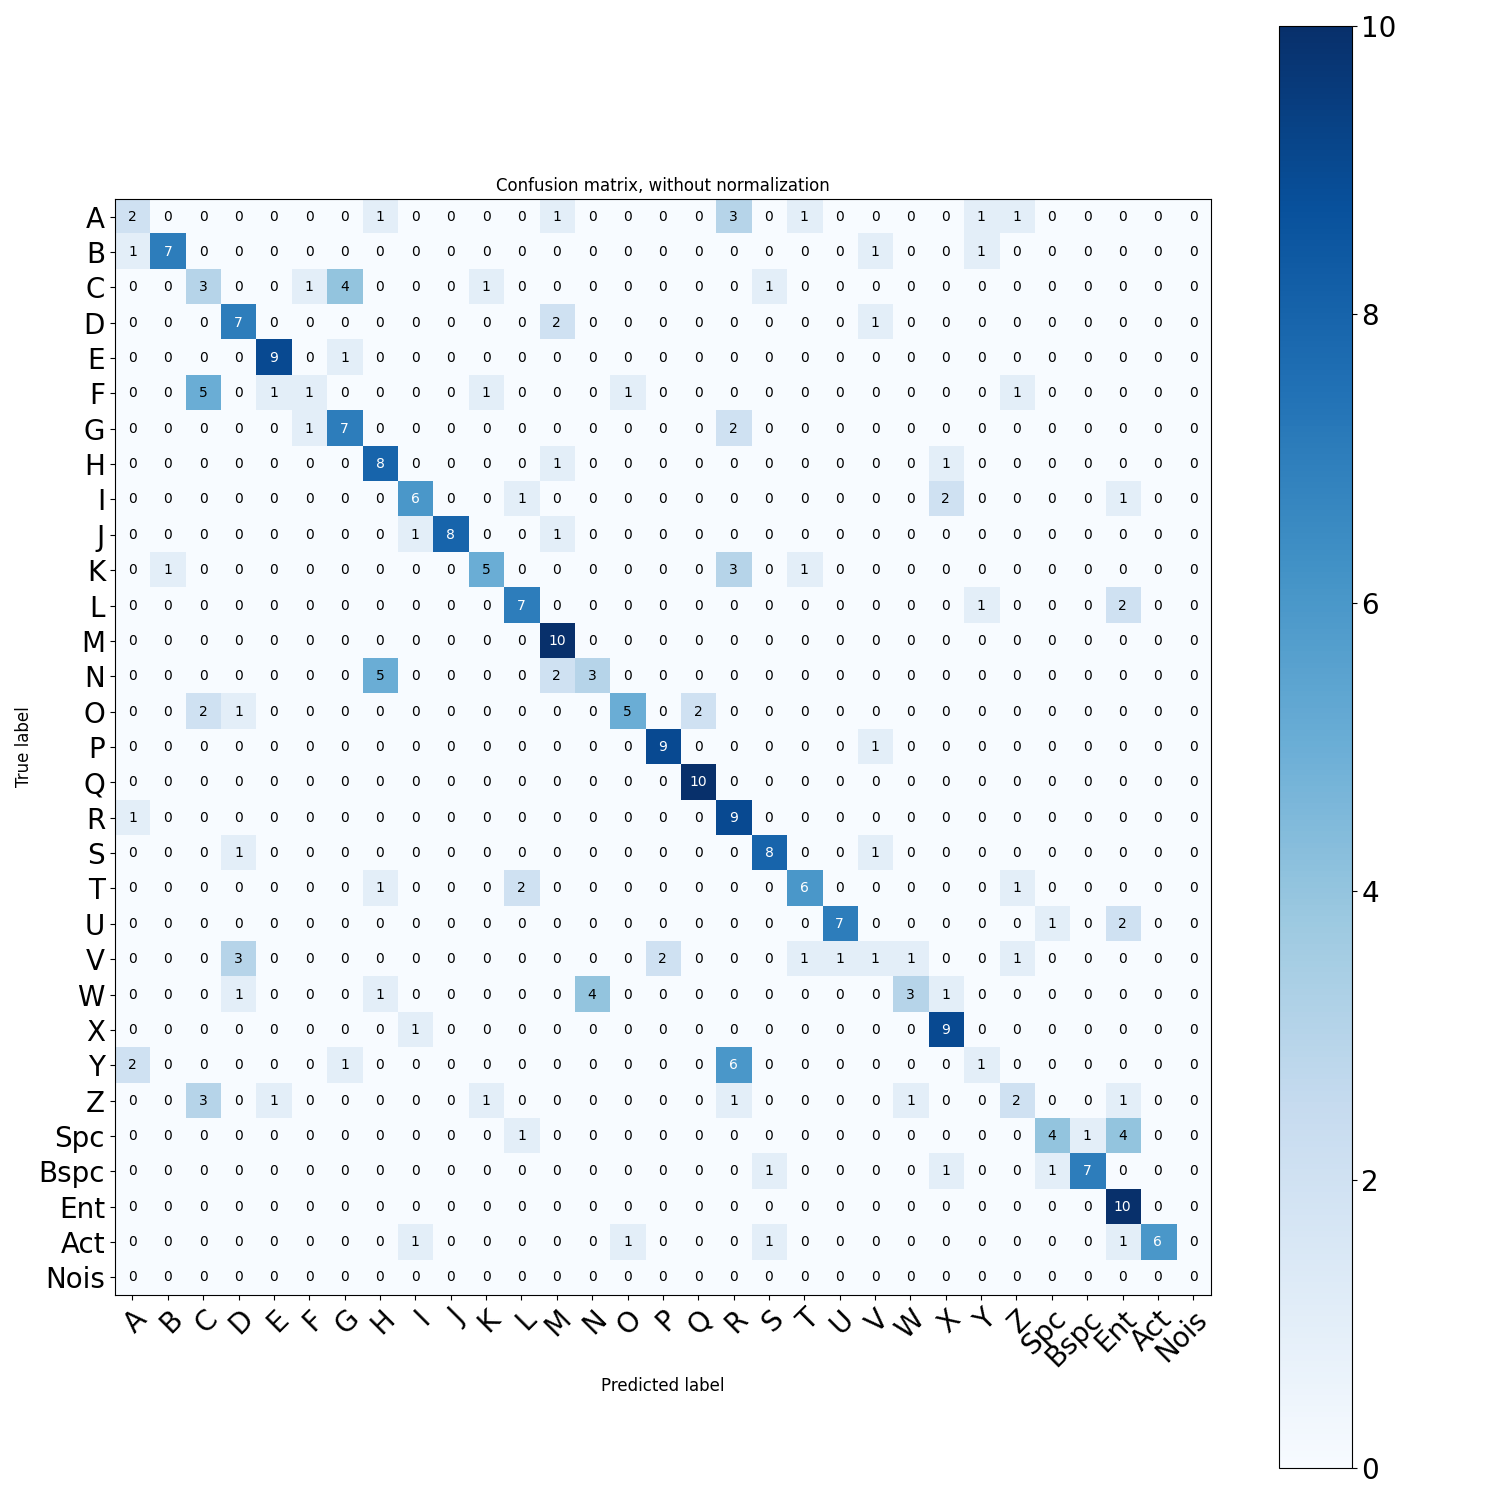 Confusion matrix, without normalization
A 2 0 0 0 0 0 0 1 0 0 0 0 1 0 0 0 0 3 0 1 0 0 0 0 1 1 0 0 0 0 0
B 1 7 0 0 0 0 0 0 0 0 0 0 0 0 0 0 0 0 0 0 0 1 0 0 1 0 0 0 0 0 0
C 0 0 3 0 0 1 4 0 0 0 1 0 0 0 0 0 0 0 1 0 0 0 0 0 0 0 0 0 0 0 0
D 0 0 0 7 0 0 0 0 0 0 0 0 2 0 0 0 0 0 0 0 0 1 0 0 0 0 0 0 0 0 0
E 0 0 0 0 9 0 1 0 0 0 0 0 0 0 0 0 0 0 0 0 0 0 0 0 0 0 0 0 0 0 0
F 0 0 5 0 1 1 0 0 0 0 1 0 0 0 1 0 0 0 0 0 0 0 0 0 0 1 0 0 0 0 0
G 0 0 0 0 0 1 7 0 0 0 0 0 0 0 0 0 0 2 0 0 0 0 0 0 0 0 0 0 0 0 0
H 0 0 0 0 0 0 0 8 0 0 0 0 1 0 0 0 0 0 0 0 0 0 0 1 0 0 0 0 0 0 0
I 0 0 0 0 0 0 0 0 6 0 0 1 0 0 0 0 0 0 0 0 0 0 0 2 0 0 0 0 1 0 0
J 0 0 0 0 0 0 0 0 1 8 0 0 1 0 0 0 0 0 0 0 0 0 0 0 0 0 0 0 0 0 0
K 0 1 0 0 0 0 0 0 0 0 5 0 0 0 0 0 0 3 0 1 0 0 0 0 0 0 0 0 0 0 0
L 0 0 0 0 0 0 0 0 0 0 0 7 0 0 0 0 0 0 0 0 0 0 0 0 1 0 0 0 2 0 0
M 0 0 0 0 0 0 0 0 0 0 0 0 10 0 0 0 0 0 0 0 0 0 0 0 0 0 0 0 0 0 0
N 0 0 0 0 0 0 0 5 0 0 0 0 2 3 0 0 0 0 0 0 0 0 0 0 0 0 0 0 0 0 0
O 0 0 2 1 0 0 0 0 0 0 0 0 0 0 5 0 2 0 0 0 0 0 0 0 0 0 0 0 0 0 0
P 0 0 0 0 0 0 0 0 0 0 0 0 0 0 0 9 0 0 0 0 0 1 0 0 0 0 0 0 0 0 0
Q 0 0 0 0 0 0 0 0 0 0 0 0 0 0 0 0 10 0 0 0 0 0 0 0 0 0 0 0 0 0 0
R 1 0 0 0 0 0 0 0 0 0 0 0 0 0 0 0 0 9 0 0 0 0 0 0 0 0 0 0 0 0 0
S 0 0 0 1 0 0 0 0 0 0 0 0 0 0 0 0 0 0 8 0 0 1 0 0 0 0 0 0 0 0 0
T 0 0 0 0 0 0 0 1 0 0 0 2 0 0 0 0 0 0 0 6 0 0 0 0 0 1 0 0 0 0 0
U 0 0 0 0 0 0 0 0 0 0 0 0 0 0 0 0 0 0 0 0 7 0 0 0 0 0 1 0 2 0 0
V 0 0 0 3 0 0 0 0 0 0 0 0 0 0 0 2 0 0 0 1 1 1 1 0 0 1 0 0 0 0 0
W 0 0 0 1 0 0 0 1 0 0 0 0 0 4 0 0 0 0 0 0 0 0 3 1 0 0 0 0 0 0 0
X 0 0 0 0 0 0 0 0 1 0 0 0 0 0 0 0 0 0 0 0 0 0 0 9 0 0 0 0 0 0 0
Y 2 0 0 0 0 0 1 0 0 0 0 0 0 0 0 0 0 6 0 0 0 0 0 0 1 0 0 0 0 0 0
Z 0 0 3 0 1 0 0 0 0 0 1 0 0 0 0 0 0 1 0 0 0 0 1 0 0 2 0 0 1 0 0
Spc 0 0 0 0 0 0 0 0 0 0 0 1 0 0 0 0 0 0 0 0 0 0 0 0 0 0 4 1 4 0 0
Bspc 0 0 0 0 0 0 0 0 0 0 0 0 0 0 0 0 0 0 1 0 0 0 0 1 0 0 1 7 0 0 0
Ent 0 0 0 0 0 0 0 0 0 0 0 0 0 0 0 0 0 0 0 0 0 0 0 0 0 0 0 0 10 0 0
Act 0 0 0 0 0 0 0 0 1 0 0 0 0 0 1 0 0 0 1 0 0 0 0 0 0 0 0 0 1 6 0
Nois 0 0 0 0 0 0 0 0 0 0 0 0 0 0 0 0 0 0 0 0 0 0 0 0 0 0 0 0 0 0 0
A B C D E F G H I J K L M N O P Q R S T U V W X Y Z Spc Bspc Ent Act Nois
Predicted label
True label
10
8
6
4
2
0